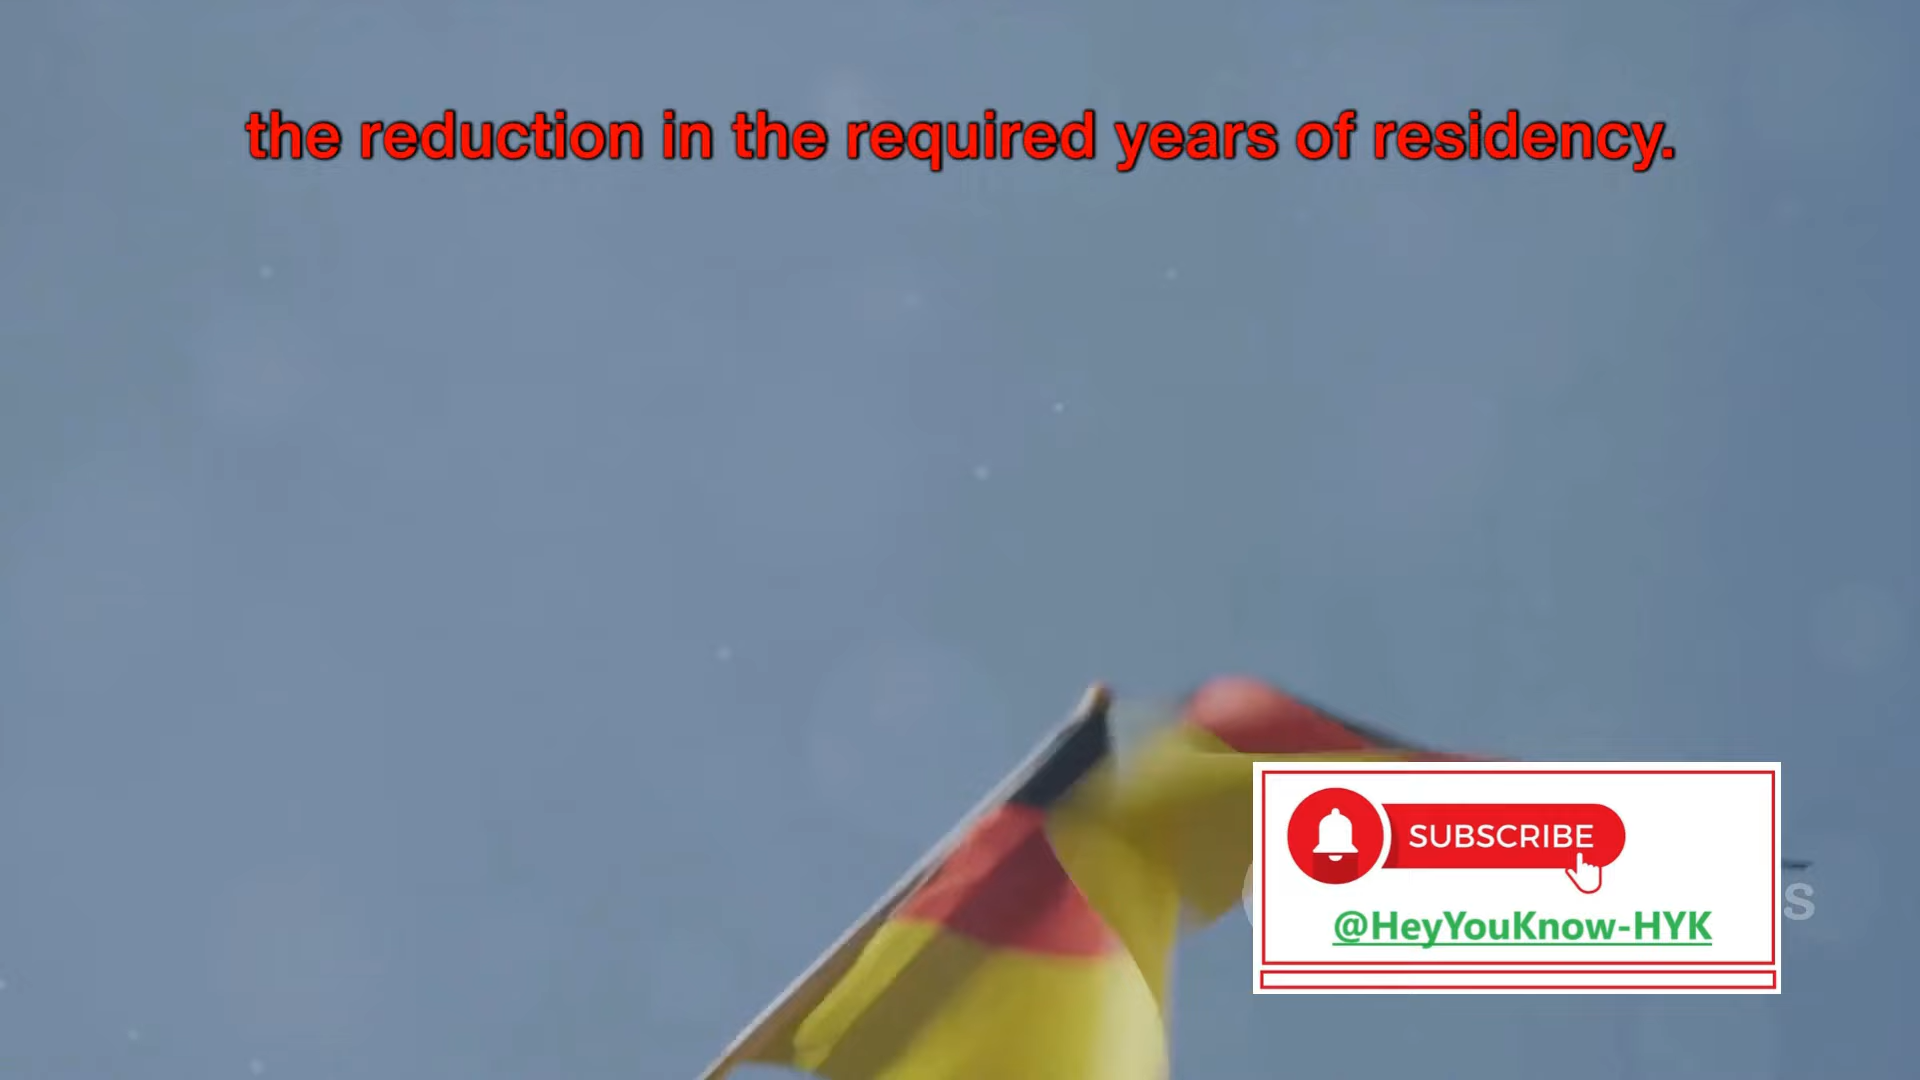 the reduction in the required years of residency.
SUBSCRIBE
@HeyYouKnow-HYK
s